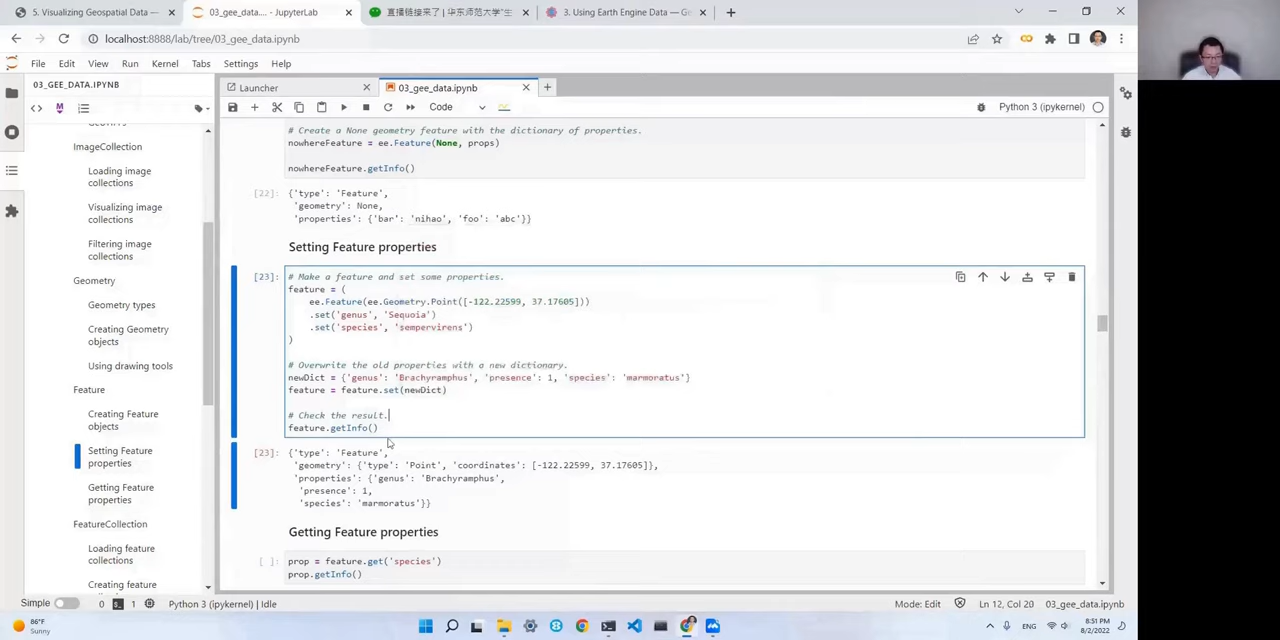 5. Visualizing Geospatial Data
03_gee_data.... - JupyterLab
直播链接来了 | 华东师范大学“生
3. Using Earth Engine Data — Ge
localhost:8888/lab/tree/03_gee_data.ipynb
File Edit View Run Kernel Tabs Settings Help
03_GEE_DATA.IPYNB
Launcher
03_gee_data.ipynb
Code
Python 3 (ipykernel)
ImageCollection
Loading image
collections
Visualizing image
collections
Filtering image
collections
Geometry
Geometry types
Creating Geometry
objects
Using drawing tools
Feature
Creating Feature
objects
Setting Feature
properties
Getting Feature
properties
FeatureCollection
Loading feature
collections
Creating feature
# Create a None geometry feature with the dictionary of properties.
nowhereFeature = ee.Feature(None, props)
nowhereFeature.getInfo()
[22]: {'type': 'Feature',
'geometry': None,
'properties': {'bar': 'nihao', 'foo': 'abc'}}
Setting Feature properties
[23]: # Make a feature and set some properties.
feature = (
ee.Feature(ee.Geometry.Point([-122.22599, 37.17605]))
.set('genus', 'Sequoia')
.set('species', 'sempervirens')
)
# Overwrite the old properties with a new dictionary.
newDict = {'genus': 'Brachyramphus', 'presence': 1, 'species': 'marmoratus'}
feature = feature.set(newDict)
# Check the result.
feature.getInfo()
[23]: {'type': 'Feature',
'geometry': {'type': 'Point', 'coordinates': [-122.22599, 37.17605]},
'properties': {'genus': 'Brachyramphus',
'presence': 1,
'species': 'marmoratus'}}
Getting Feature properties
[ ]: prop = feature.get('species')
prop.getInfo()
Simple 0 1 Python 3 (ipykernel) | Idle
Mode: Edit Ln 12, Col 20 03_gee_data.ipynb
86°F
Sunny
ENG
8:51 PM
8/2/2022